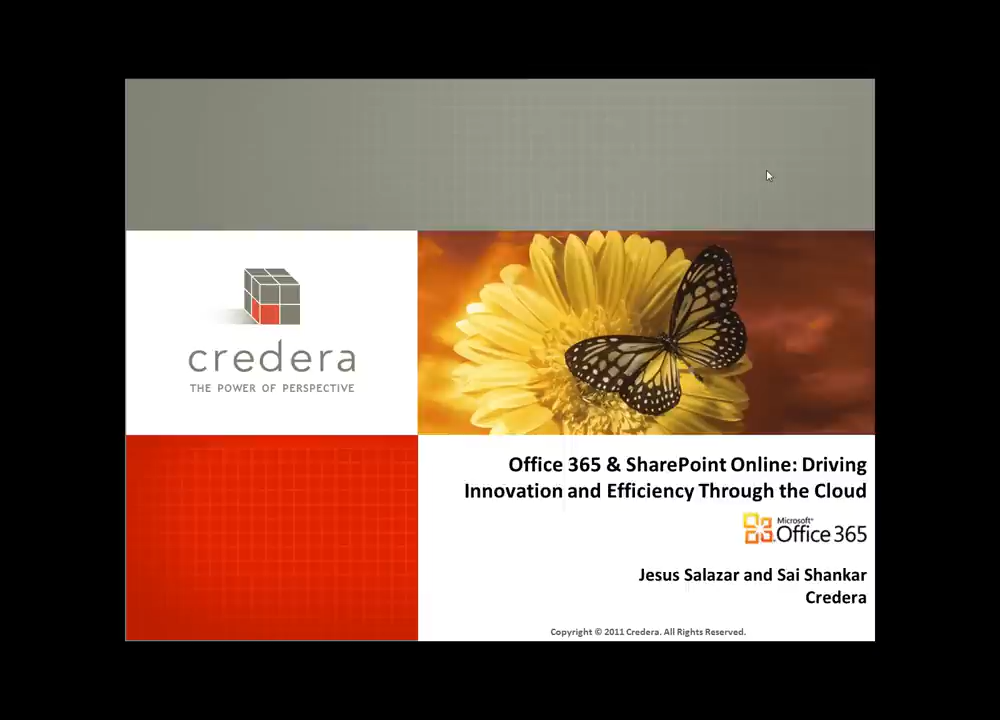 credera
THE POWER OF PERSPECTIVE
Office 365 & SharePoint Online: Driving
Innovation and Efficiency Through the Cloud
Microsoft®
Office 365
Jesus Salazar and Sai Shankar
Credera
Copyright © 2011 Credera. All Rights Reserved.